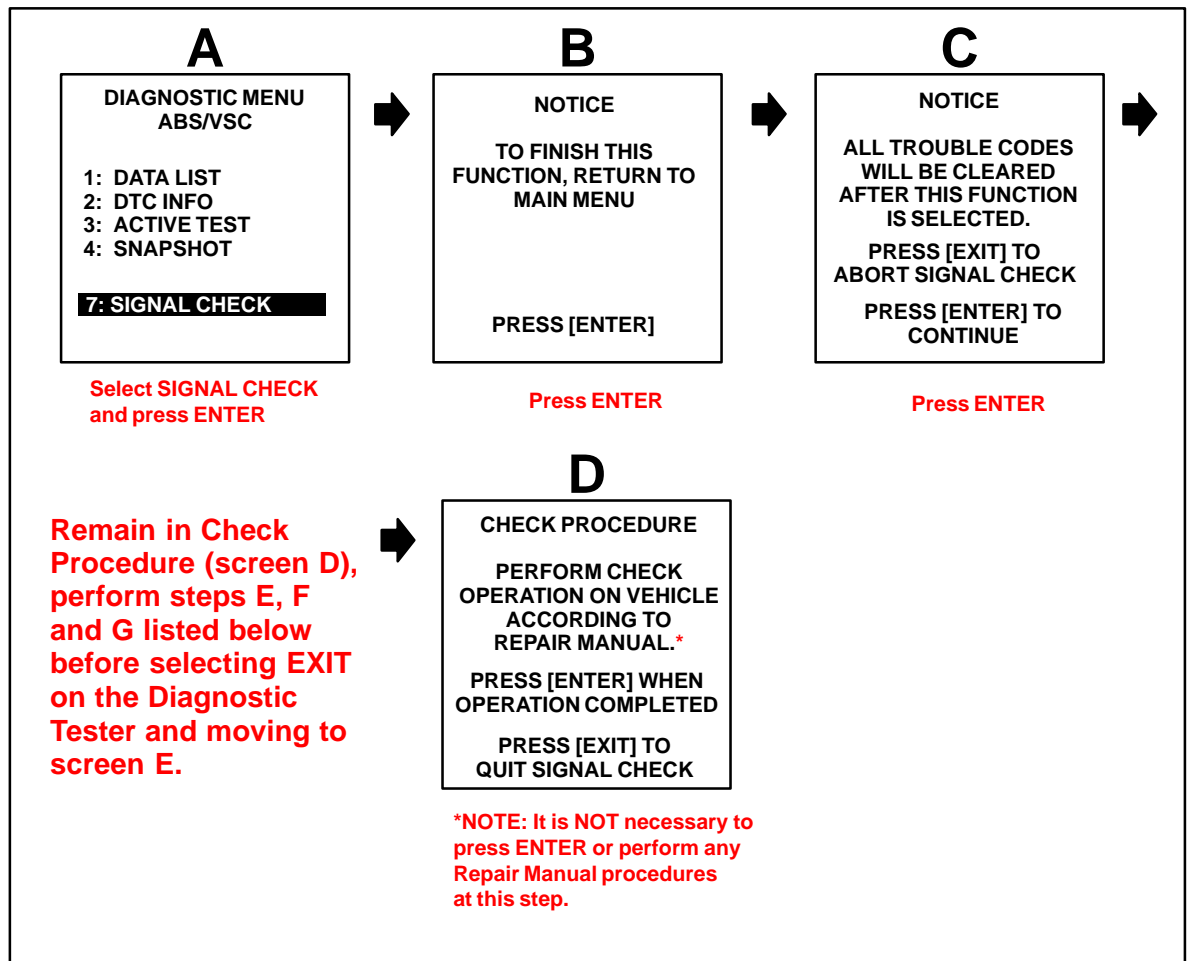 A
DIAGNOSTIC MENU
ABS/VSC
1: DATA LIST
2: DTC INFO
3: ACTIVE TEST
4: SNAPSHOT
7: SIGNAL CHECK
Select SIGNAL CHECK
and press ENTER
B
NOTICE
TO FINISH THIS
FUNCTION, RETURN TO
MAIN MENU
PRESS [ENTER]
Press ENTER
C
NOTICE
ALL TROUBLE CODES
WILL BE CLEARED
AFTER THIS FUNCTION
IS SELECTED.
PRESS [EXIT] TO
ABORT SIGNAL CHECK
PRESS [ENTER] TO
CONTINUE
Press ENTER
Remain in Check
Procedure (screen D),
perform steps E, F
and G listed below
before selecting EXIT
on the Diagnostic
Tester and moving to
screen E.
D
CHECK PROCEDURE
PERFORM CHECK
OPERATION ON VEHICLE
ACCORDING TO
REPAIR MANUAL.*
PRESS [ENTER] WHEN
OPERATION COMPLETED
PRESS [EXIT] TO
QUIT SIGNAL CHECK
*NOTE: It is NOT necessary to
press ENTER or perform any
Repair Manual procedures
at this step.